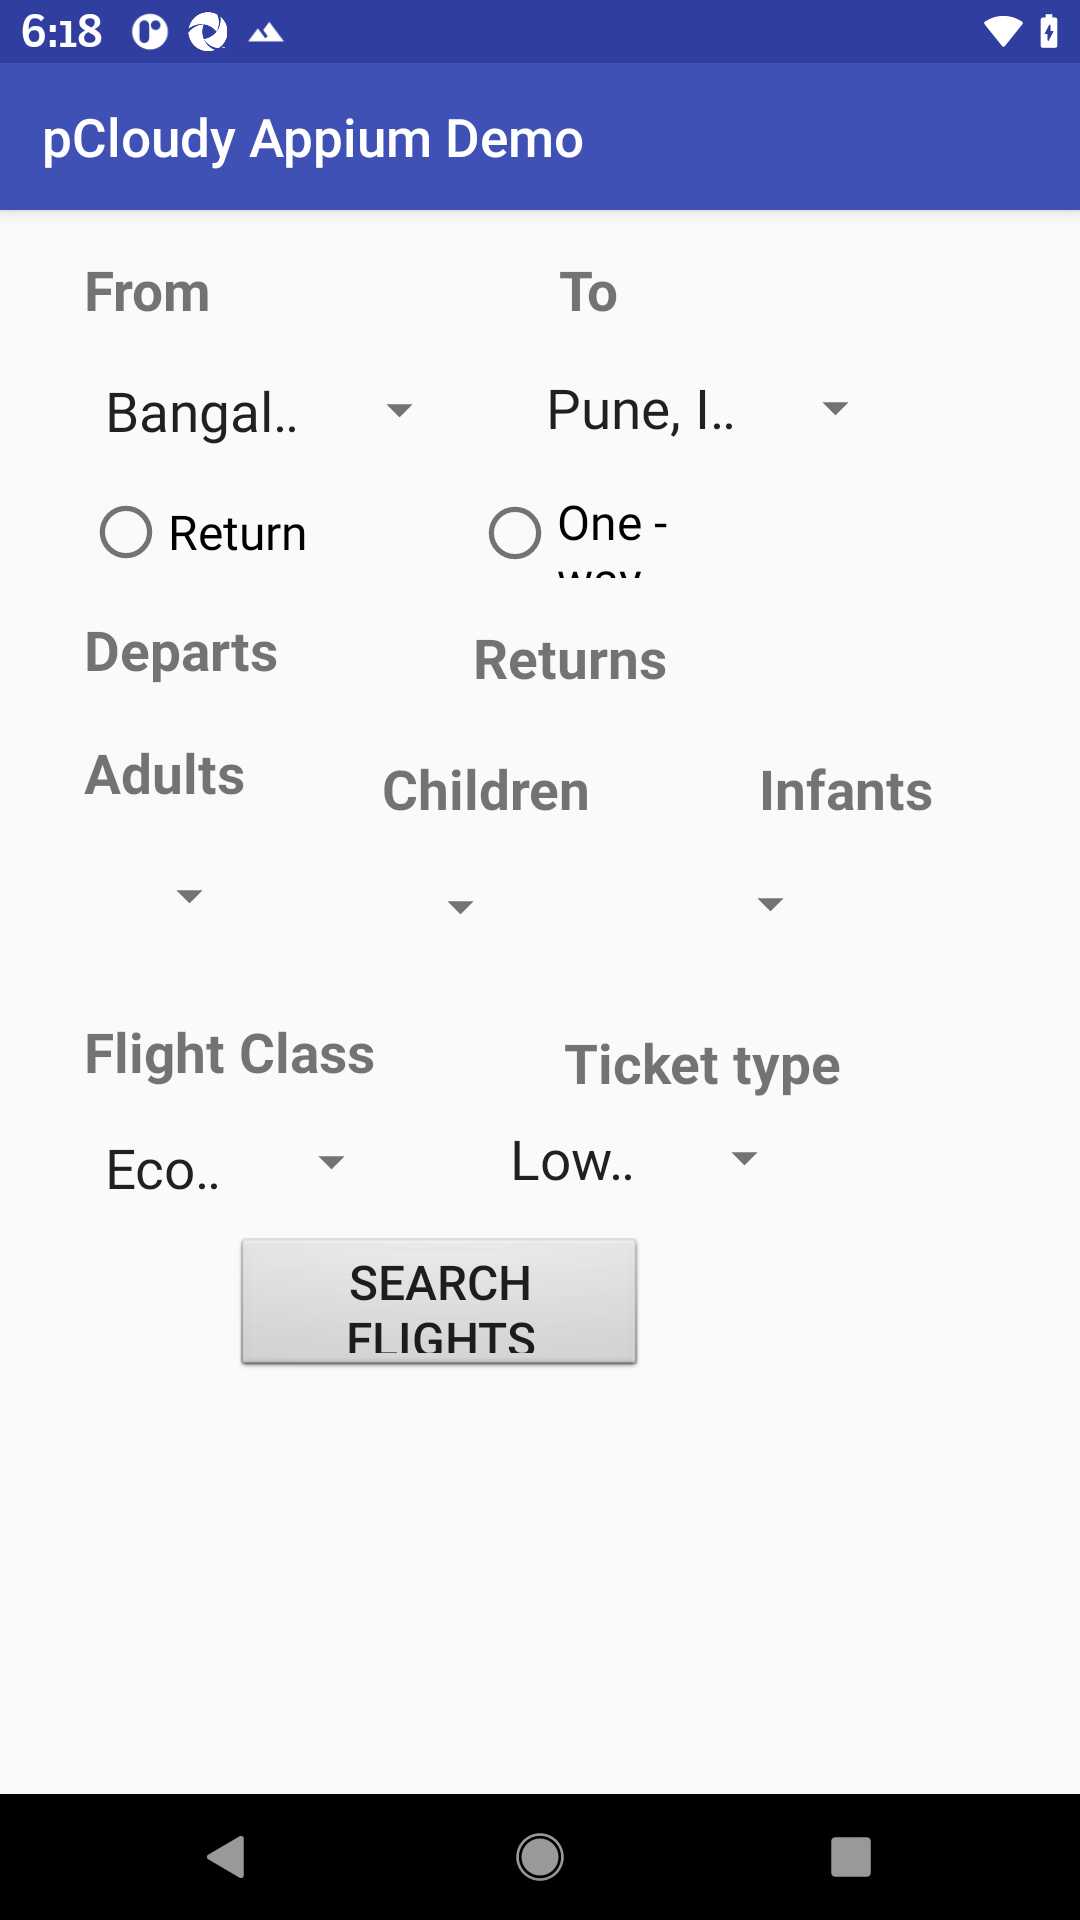 6:18
pCloudy Appium Demo
From To
Bangal.. Pune, I..
Return One -
way
Departs Returns
Adults Children Infants
Flight Class Ticket type
Eco.. Low..
SEARCH
FLIGHTS